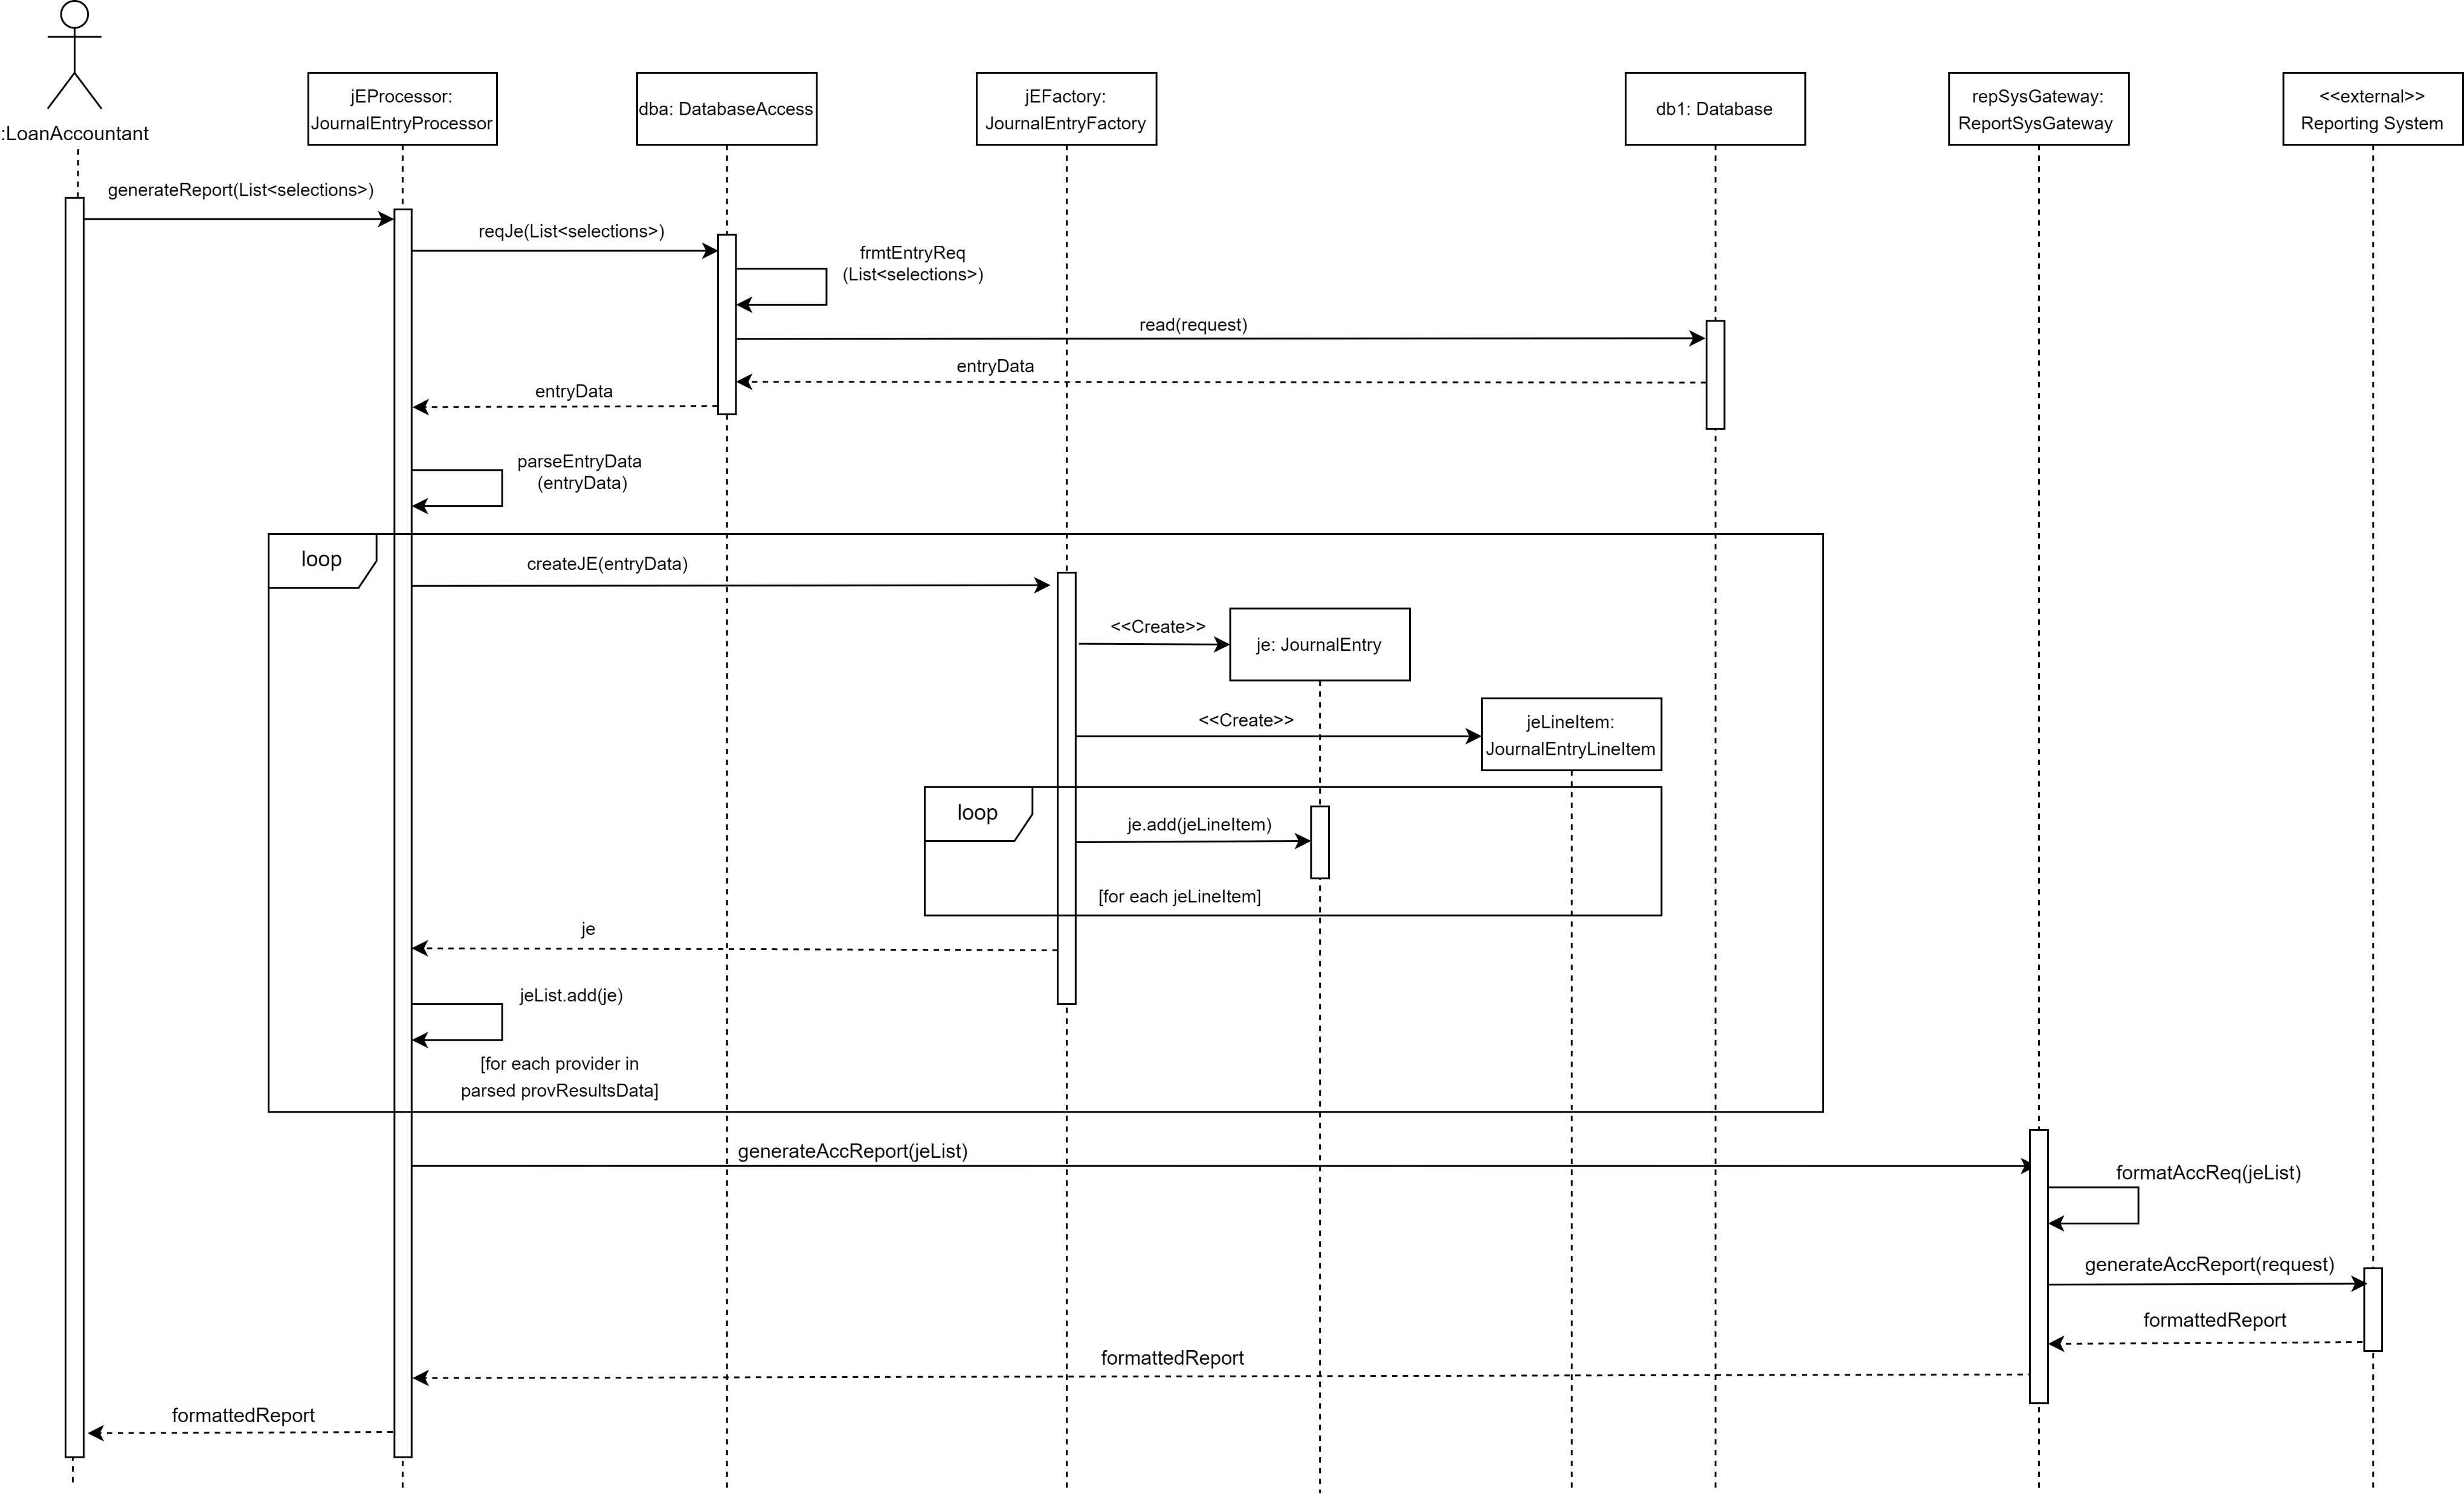 :LoanAccountant
jEProcessor:
JournalEntryProcessor
dba: DatabaseAccess
jEFactory:
JournalEntryFactory
db1: Database
repSysGateway:
ReportSysGateway
<<external>>
Reporting System
generateReport(List<selections>)
reqJe(List<selections>)
frmtEntryReq
(List<selections>)
read(request)
entryData
entryData
parseEntryData
(entryData)
loop
createJE(entryData)
<<Create>>
je: JournalEntry
<<Create>>
jeLineItem:
JournalEntryLineItem
loop
je.add(jeLineItem)
[for each jeLineItem]
je
jeList.add(je)
[for each provider in
parsed provResultsData]
generateAccReport(jeList)
formatAccReq(jeList)
generateAccReport(request)
formattedReport
formattedReport
formattedReport